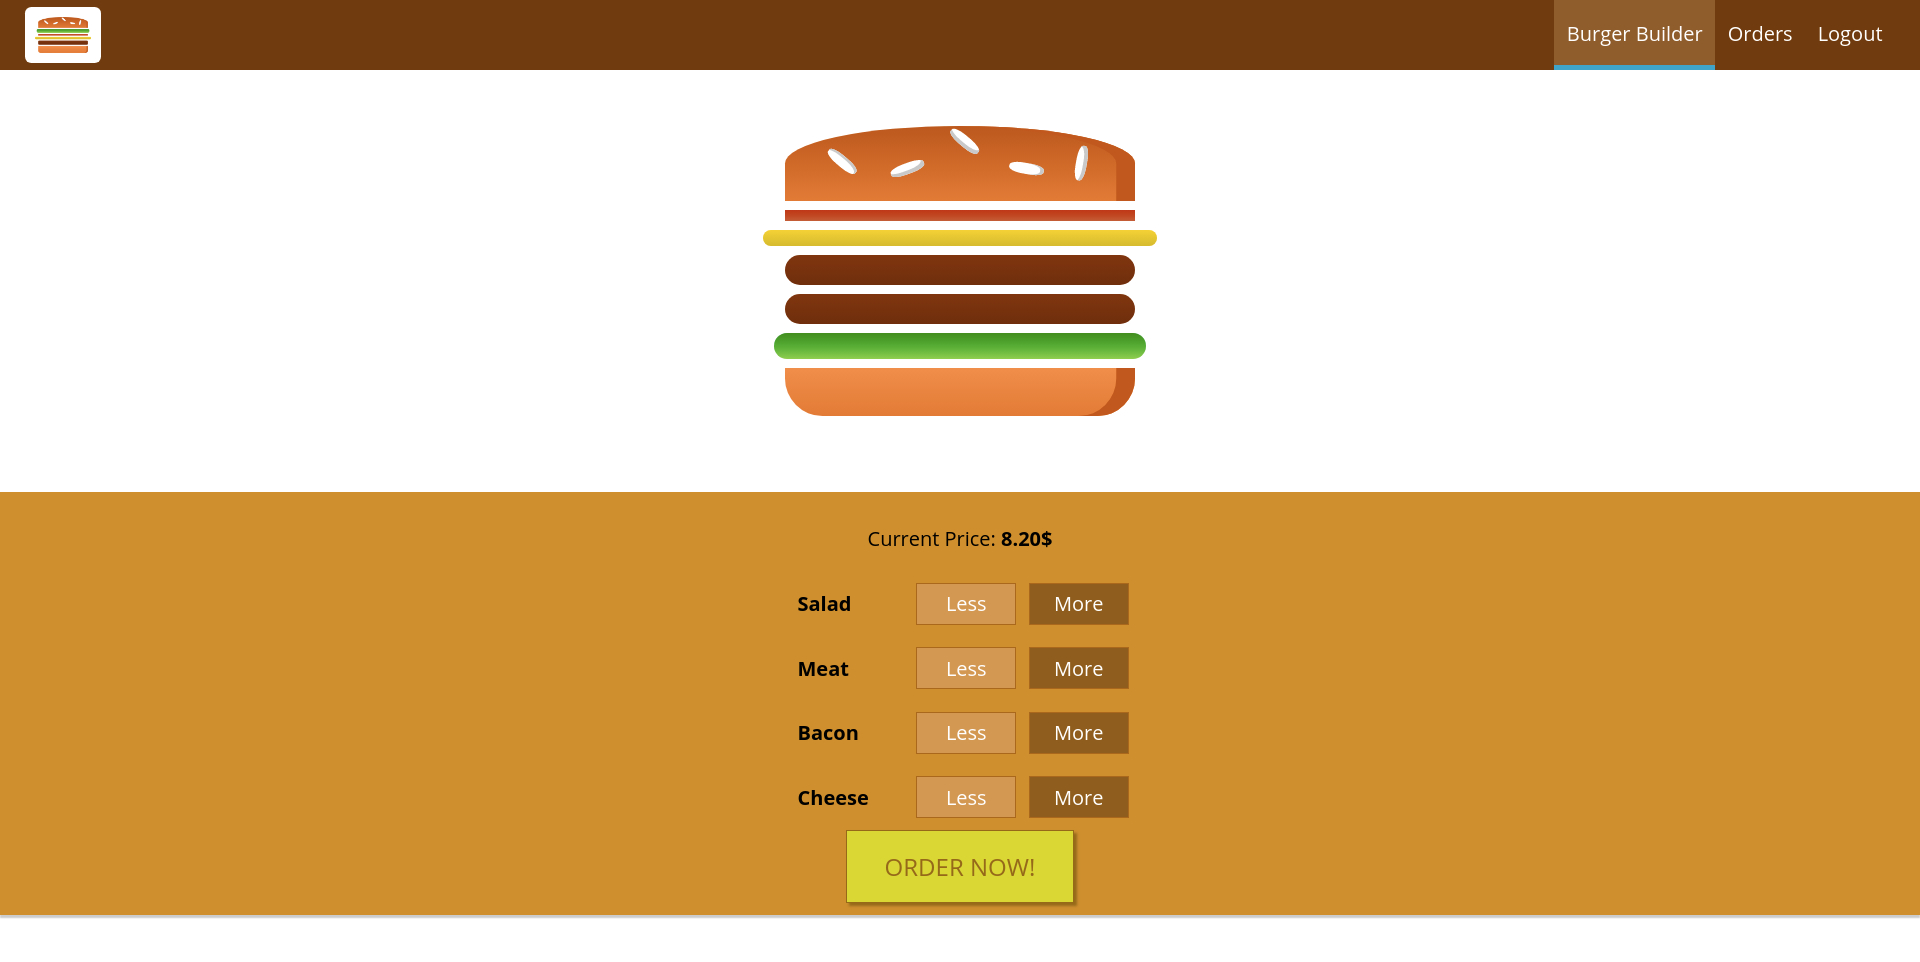 Burger Builder Orders Logout
Current Price: 8.20$
Salad Less More
Meat Less More
Bacon Less More
Cheese Less More
ORDER NOW!